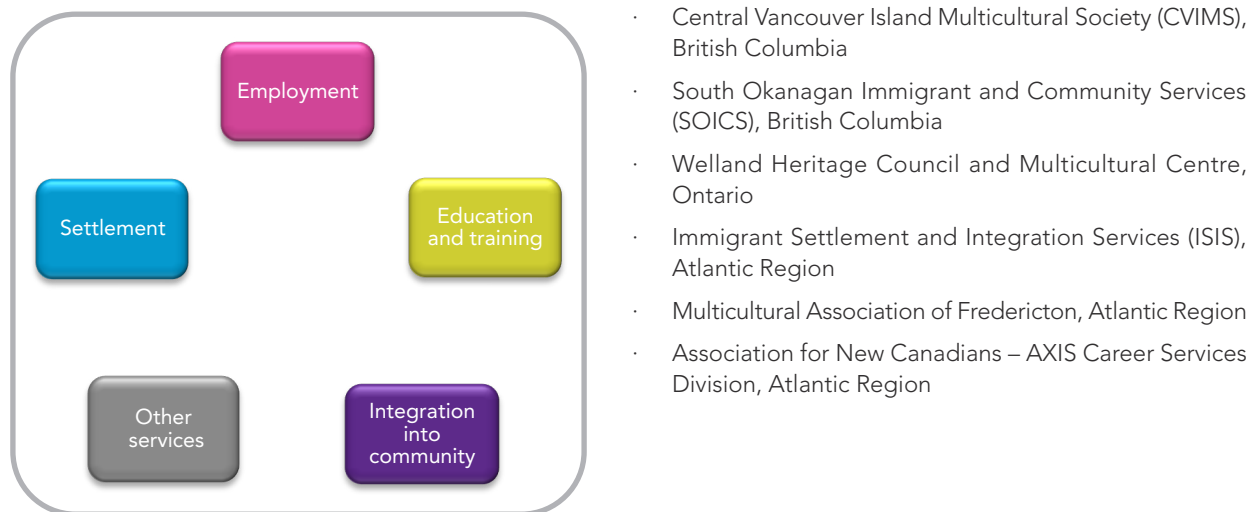 Employment
Settlement
Education
and training
Other
services
Integration
into
community
· Central Vancouver Island Multicultural Society (CVIMS),
British Columbia
· South Okanagan Immigrant and Community Services
(SOICS), British Columbia
· Welland Heritage Council and Multicultural Centre,
Ontario
· Immigrant Settlement and Integration Services (ISIS),
Atlantic Region
· Multicultural Association of Fredericton, Atlantic Region
· Association for New Canadians – AXIS Career Services
Division, Atlantic Region